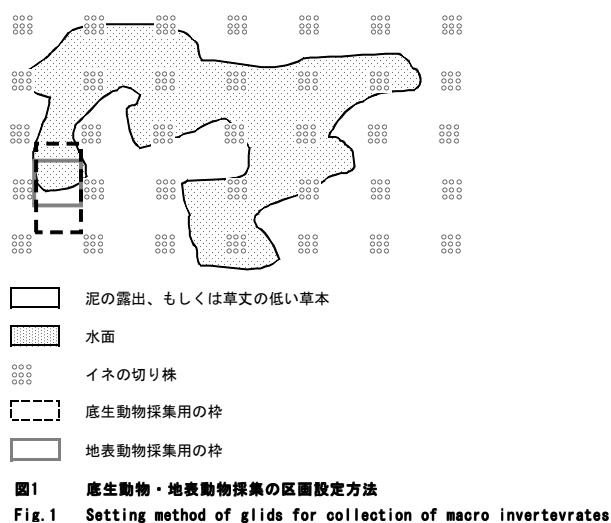 泥の露出、もしくは草丈の低い草本
水面
イネの切り株
底生動物採集用の枠
地表動物採集用の枠
図1 底生動物・地表動物採集の区画設定方法
Fig.1 Setting method of glids for collection of macro invertevrates